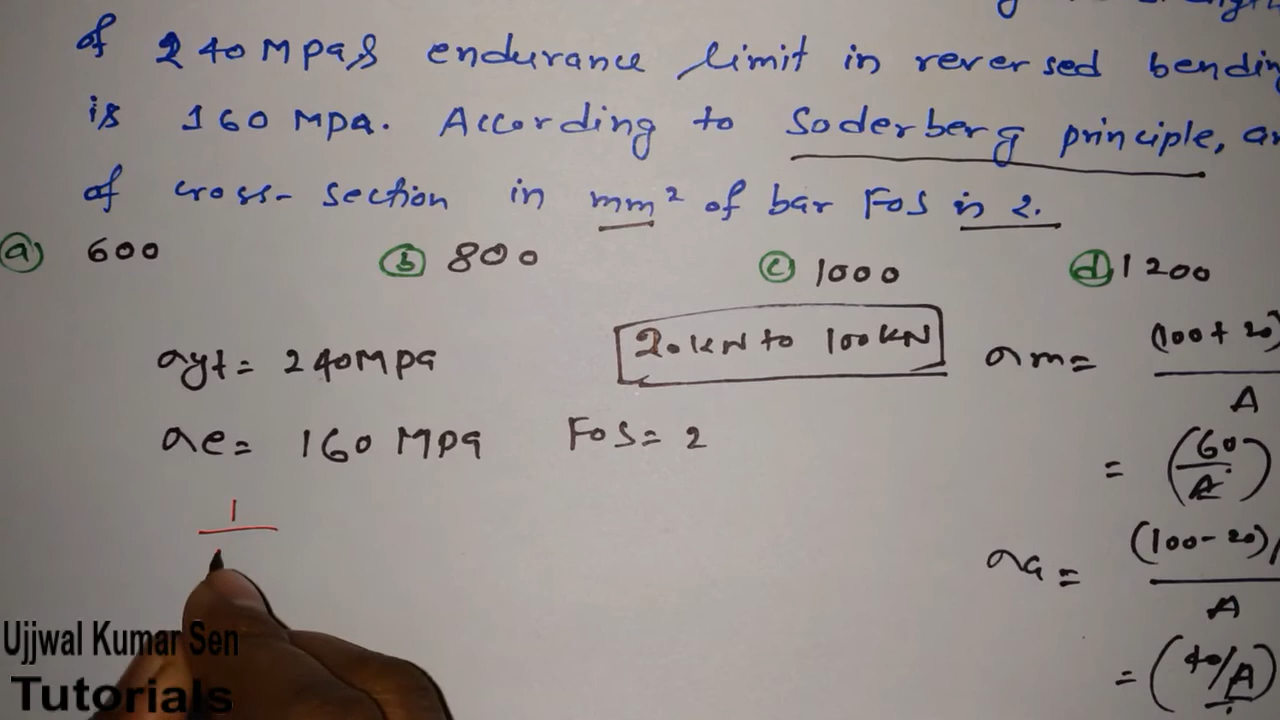 of 240 MPa & endurance limit in reversed bendin
is 160 MPa. According to Soderberg principle, ar
of cross-section in mm² of bar FOS is 2.
(a) 600 (b) 800 (c) 1000 (d) 1200
σyt = 240 MPa
20 kN to 100 kN
σm = (100 + 20) / A
σe = 160 MPa FOS = 2
= (60/A)
1
σa = (100 - 20)/ / A
= (40/A)
Ujjwal Kumar Sen
Tutorials